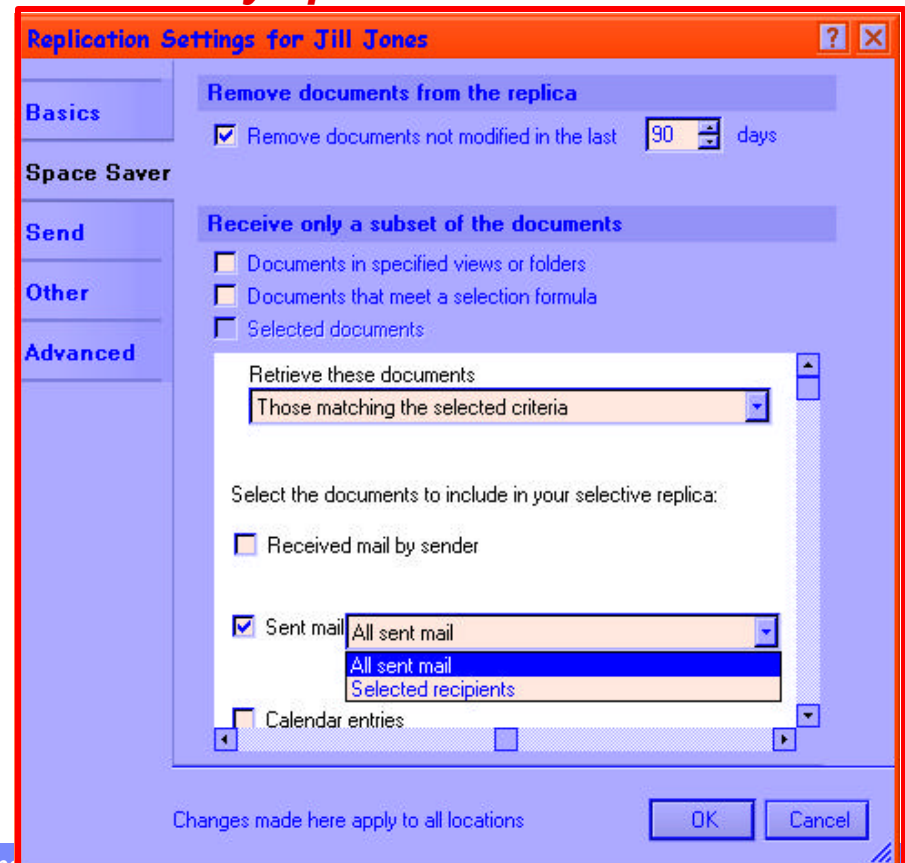 Replication Settings for Jill Jones
Basics
Space Saver
Send
Other
Advanced
Remove documents from the replica
Remove documents not modified in the last 90 days
Receive only a subset of the documents
Documents in specified views or folders
Documents that meet a selection formula
Selected documents
Retrieve these documents
Those matching the selected criteria
Select the documents to include in your selective replica:
Received mail by sender
Sent mail All sent mail
All sent mail
Selected recipients
Calendar entries
Changes made here apply to all locations
OK Cancel